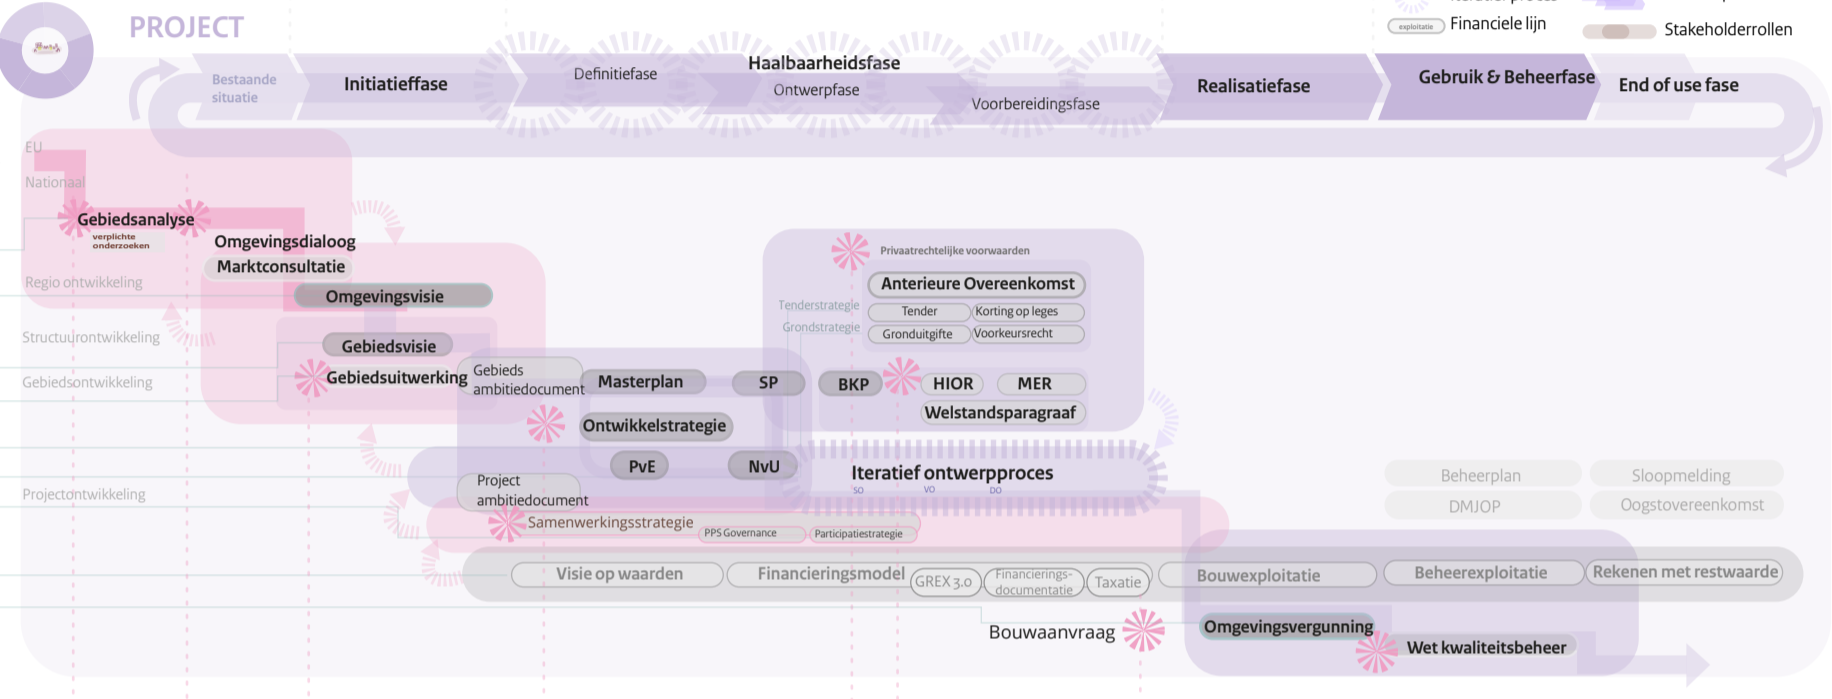 PROJECT
exploitatie
Financiele lijn
Stakeholderrollen
Bestaande
situatie
Initiatieffase
Definitiefase
Haalbaarheidsfase
Ontwerpfase
Voorbereidingsfase
Realisatiefase
Gebruik & Beheerfase
End of use fase
EU
Nationaal
Gebiedsanalyse
verplichte
onderzoeken
Omgevingsdialoog
Marktconsultatie
Regio ontwikkeling
Omgevingsvisie
Privaatrechtelijke voorwaarden
Anterieure Overeenkomst
Tenderstrategie
Tender
Korting op leges
Grondstrategie
Gronduitgifte
Voorkeursrecht
Structuurontwikkeling
Gebiedsvisie
Gebiedsontwikkeling
Gebiedsuitwerking
Gebieds
ambitiedocument
Masterplan
SP
BKP
HIOR
MER
Welstandsparagraaf
Ontwikkelstrategie
PvE
NvU
Iteratief ontwerpproces
SO
VO
DO
Projectontwikkeling
Project
ambitiedocument
Beheerplan
Sloopmelding
DMJOP
Oogstovereenkomst
Samenwerkingsstrategie
PPS Governance
Participatiestrategie
Visie op waarden
Financieringsmodel
GREX 3.0
Financierings-
documentatie
Taxatie
Bouwexploitatie
Beheerexploitatie
Rekenen met restwaarde
Bouwaanvraag
Omgevingsvergunning
Wet kwaliteitsbeheer